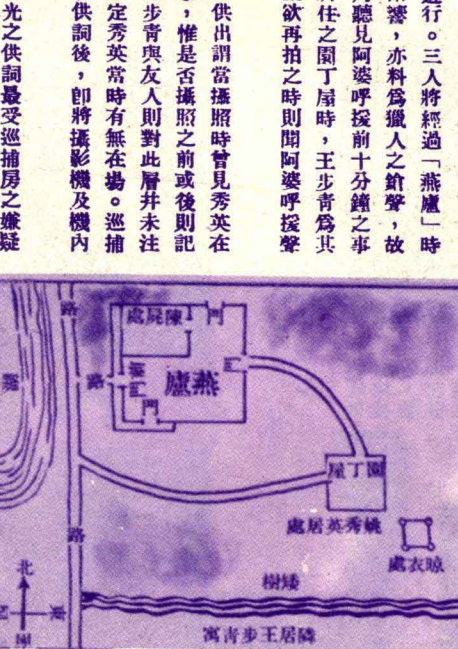 行。三人將經過「燕廬」時
響,亦料爲獵人之鎗聲,故
聽見阿婆呼援前十分鐘之事
任之園丁屋時,王步青爲其
欲再拍之時則聞阿婆呼援聲
供出謂當攝照時曾見秀英在
,惟是否攝照之前或後則記
步青與友人則對此層幷未注
定秀英常時有無在場。巡捕
供詞後,即將攝影機及機內
光之供詞最受巡捕房之嫌疑
路
門
陳屍處
門
燕廬
路
門
園丁屋
姚秀英居處
晾衣處
路
矮樹
北
東
隣居王步青寓